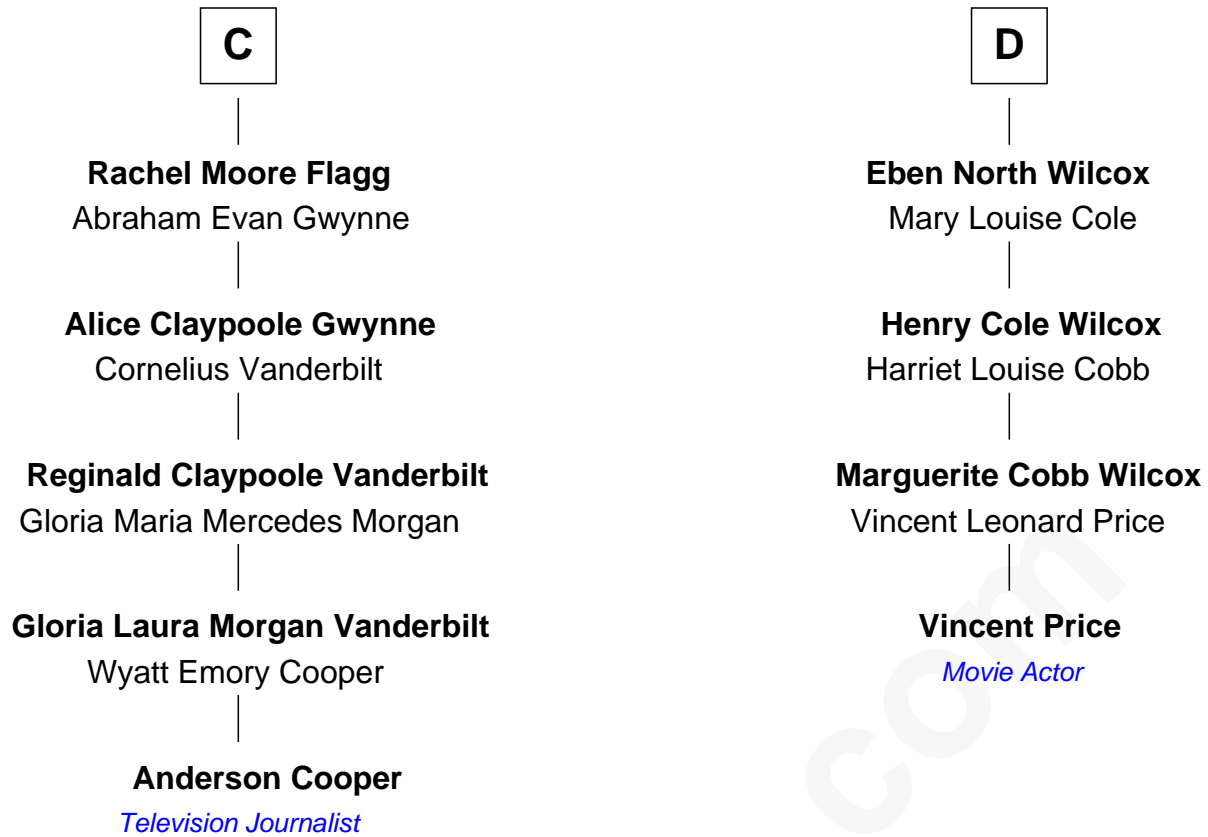 C
Rachel Moore Flagg
Abraham Evan Gwynne
Alice Claypoole Gwynne
Cornelius Vanderbilt
Reginald Claypoole Vanderbilt
Gloria Maria Mercedes Morgan
Gloria Laura Morgan Vanderbilt
Wyatt Emory Cooper
Anderson Cooper
Television Journalist
D
Eben North Wilcox
Mary Louise Cole
Henry Cole Wilcox
Harriet Louise Cobb
Marguerite Cobb Wilcox
Vincent Leonard Price
Vincent Price
Movie Actor
com